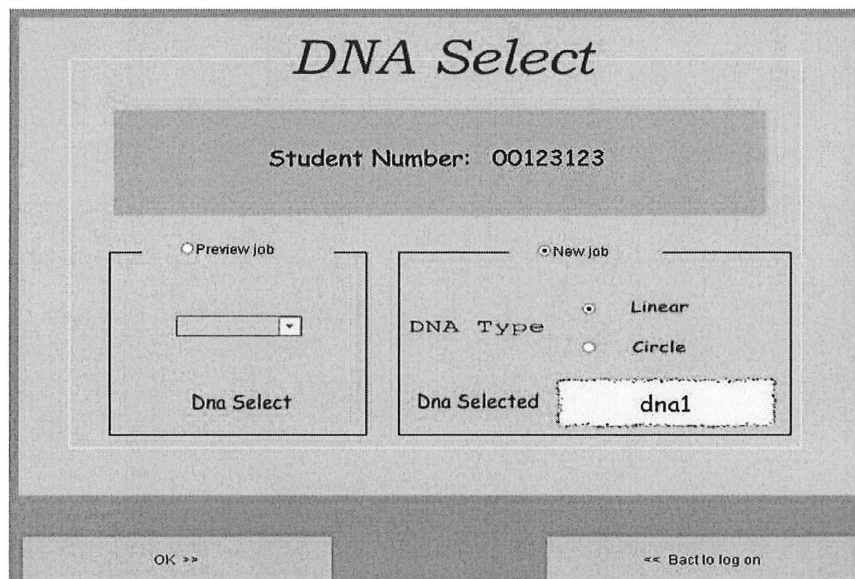 DNA Select
Student Number: 00123123
Preview job
Dna Select
New job
DNA Type
Linear
Circle
Dna Selected
dna1
OK >>
<< Bact to log on